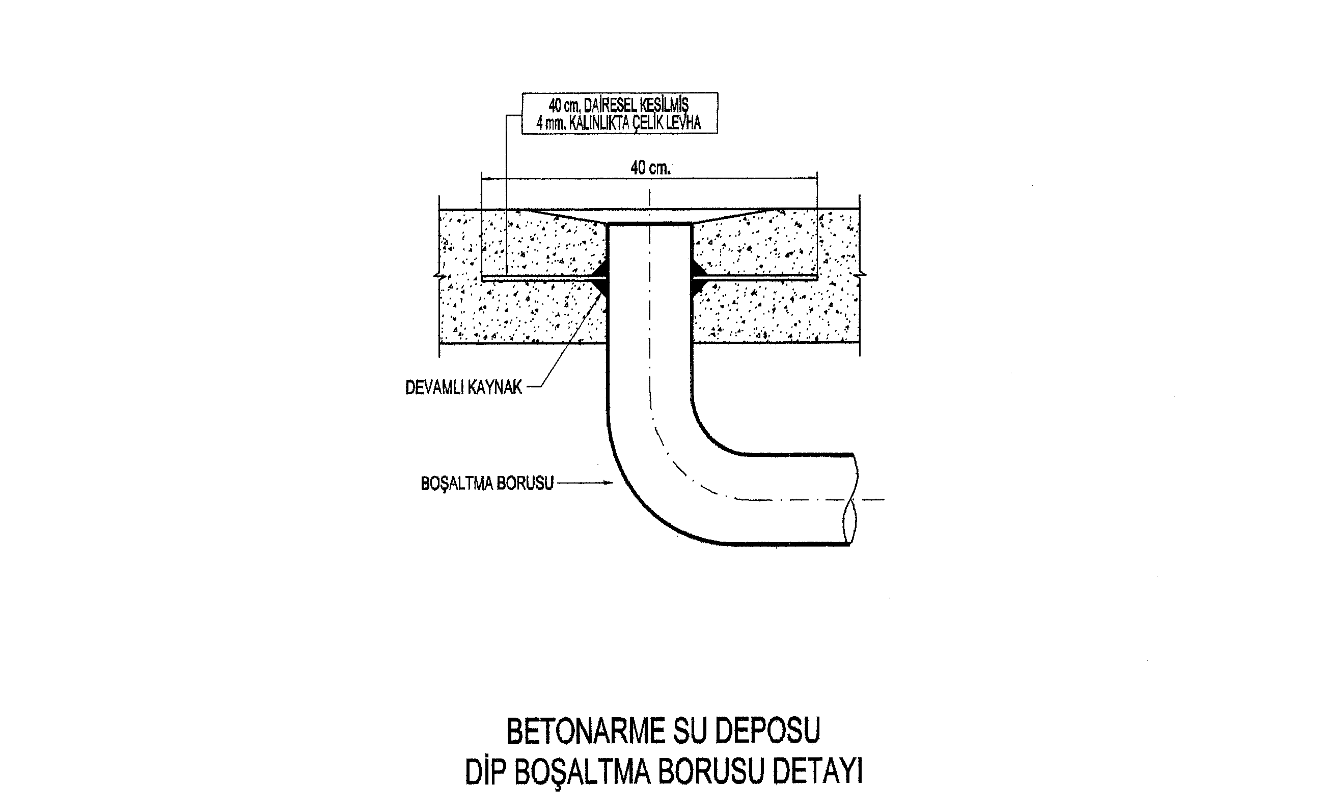 40 cm. DAİRESEL KESİLMİŞ
4 mm. KALINLIKTA ÇELİK LEVHA
40 cm.
DEVAMLI KAYNAK
BOŞALTMA BORUSU
BETONARME SU DEPOSU
DİP BOŞALTMA BORUSU DETAYI